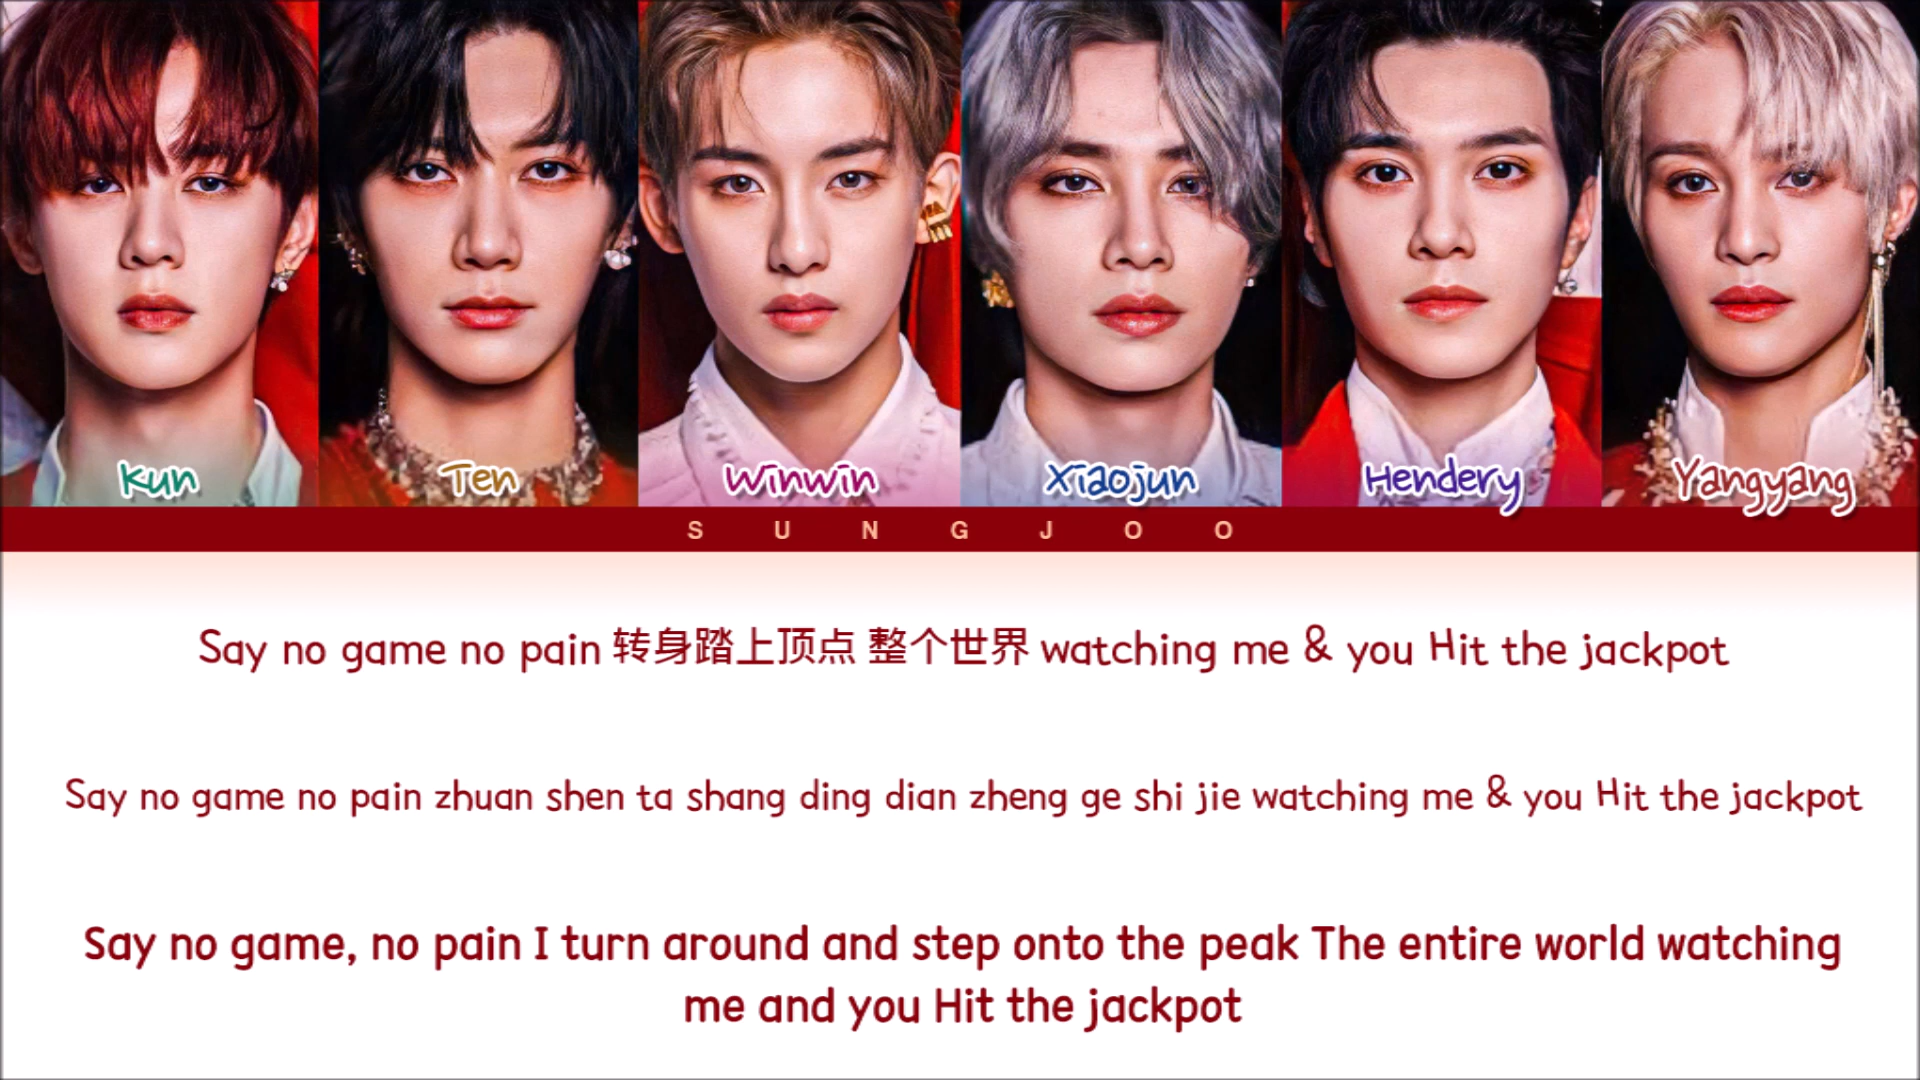 Kun
Ten
Winwin
Xiaojun
Hendery
Yangyang
SUNGJOO
Say no game no pain 转身踏上顶点 整个世界 watching me & you Hit the jackpot
Say no game no pain zhuan shen ta shang ding dian zheng ge shi jie watching me & you Hit the jackpot
Say no game, no pain I turn around and step onto the peak The entire world watching
me and you Hit the jackpot